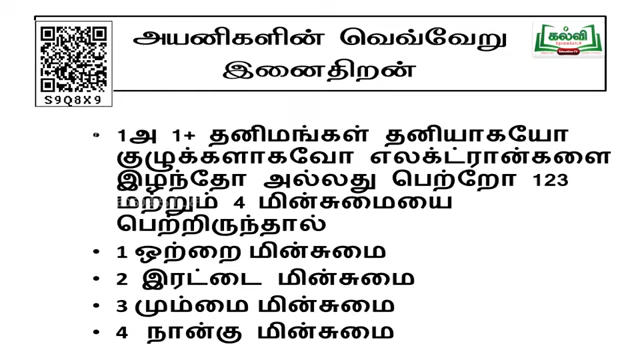 அயனிகளின் வெவ்வேறு
இனைதிறன்
கல்வி
S9Q8X9
1அ 1+ தனிமங்கள் தனியாகயோ
குழுக்களாகவோ எலக்ட்ரான்களை
இழந்தோ அல்லது பெற்றோ 123
மற்றும் 4 மின்சுமையை
பெற்றிருந்தால்
1 ஒற்றை மின்சுமை
2 இரட்டை மின்சுமை
3 மும்மை மின்சுமை
4 நான்கு மின்சுமை